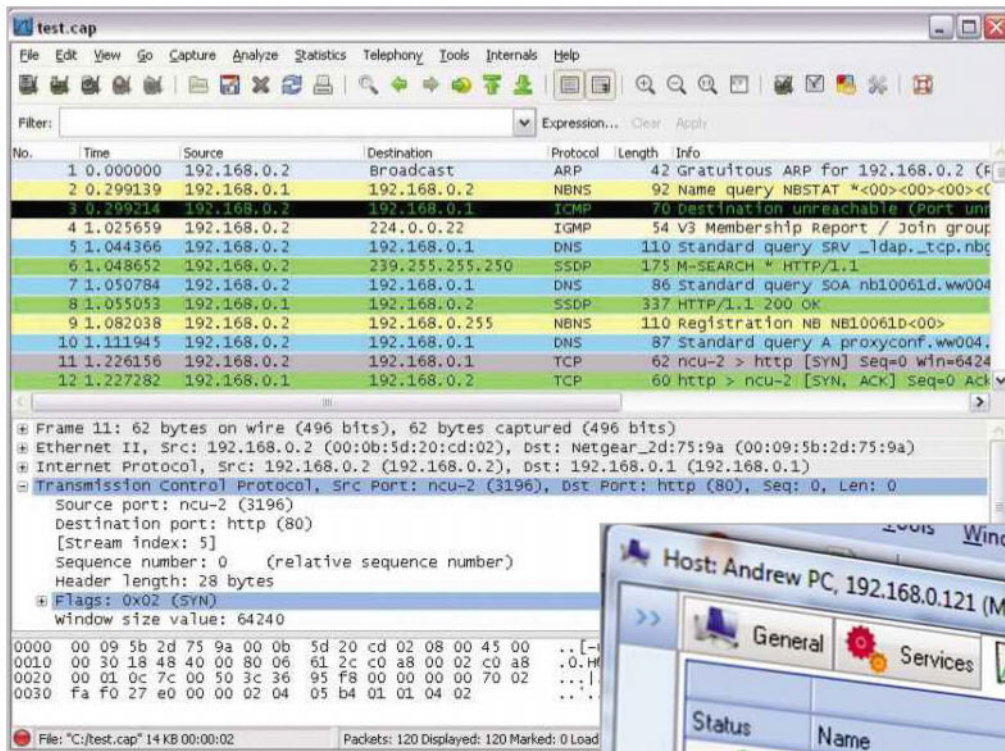 test.cap
File Edit View Go Capture Analyze Statistics Telephony Tools Internals Help
Filter: Expression... Clear Apply
No. Time Source Destination Protocol Length Info
1 0.000000 192.168.0.2 Broadcast ARP 42 Gratuitous ARP for 192.168.0.2
2 0.299139 192.168.0.1 192.168.0.2 NBNS 92 Name query NBSTAT *<00><00><00><
3 0.299214 192.168.0.2 192.168.0.1 ICMP 70 Destination unreachable (Port
4 1.025659 192.168.0.2 224.0.0.22 IGMP 54 V3 Membership Report / Join group
5 1.044366 192.168.0.2 192.168.0.1 DNS 110 Standard query SRV _ldap._tcp.nbg
6 1.048652 192.168.0.2 239.255.255.250 SSDP 175 M-SEARCH * HTTP/1.1
7 1.050784 192.168.0.2 192.168.0.1 DNS 86 Standard query SOA nb10061d.ww004
8 1.055053 192.168.0.1 192.168.0.2 SSDP 337 HTTP/1.1 200 OK
9 1.082038 192.168.0.2 192.168.0.255 NBNS 110 Registration NB NB10061D<00>
10 1.111945 192.168.0.2 192.168.0.1 DNS 87 Standard query A proxyconf.ww004.
11 1.226156 192.168.0.2 192.168.0.1 TCP 62 ncu-2 > http [SYN] Seq=0 Win=6424
12 1.227282 192.168.0.1 192.168.0.2 TCP 60 http > ncu-2 [SYN, ACK] Seq=0 Ack
Frame 11: 62 bytes on wire (496 bits), 62 bytes captured (496 bits)
Ethernet II, Src: 192.168.0.2 (00:0b:5d:20:cd:02), Dst: Netgear_2d:75:9a (00:09:5b:2d:75:9a)
Internet Protocol, Src: 192.168.0.2 (192.168.0.2), Dst: 192.168.0.1 (192.168.0.1)
Transmission Control Protocol, Src Port: ncu-2 (3196), Dst Port: http (80), Seq: 0, Len: 0
Source port: ncu-2 (3196)
Destination port: http (80)
[Stream index: 5]
Sequence number: 0 (relative sequence number)
Header length: 28 bytes
Flags: 0x02 (SYN)
Window size value: 64240
0000 00 09 5b 2d 75 9a 00 0b 5d 20 cd 02 08 00 45 00 ..[-
0010 00 30 18 48 40 00 80 06 61 2c c0 a8 00 02 c0 a8 .0.H
0020 00 01 0c 7c 00 50 3c 36 95 f8 00 00 00 00 70 02 ...|.
0030 fa f0 27 e0 00 00 02 04 05 b4 01 01 04 02 ..'..
File: "C:/test.cap" 14 KB 00:00:02 Packets: 120 Displayed: 120 Marked: 0 Load
Tools Wind
Host: Andrew PC, 192.168.0.121 (M
General Services
Status Name